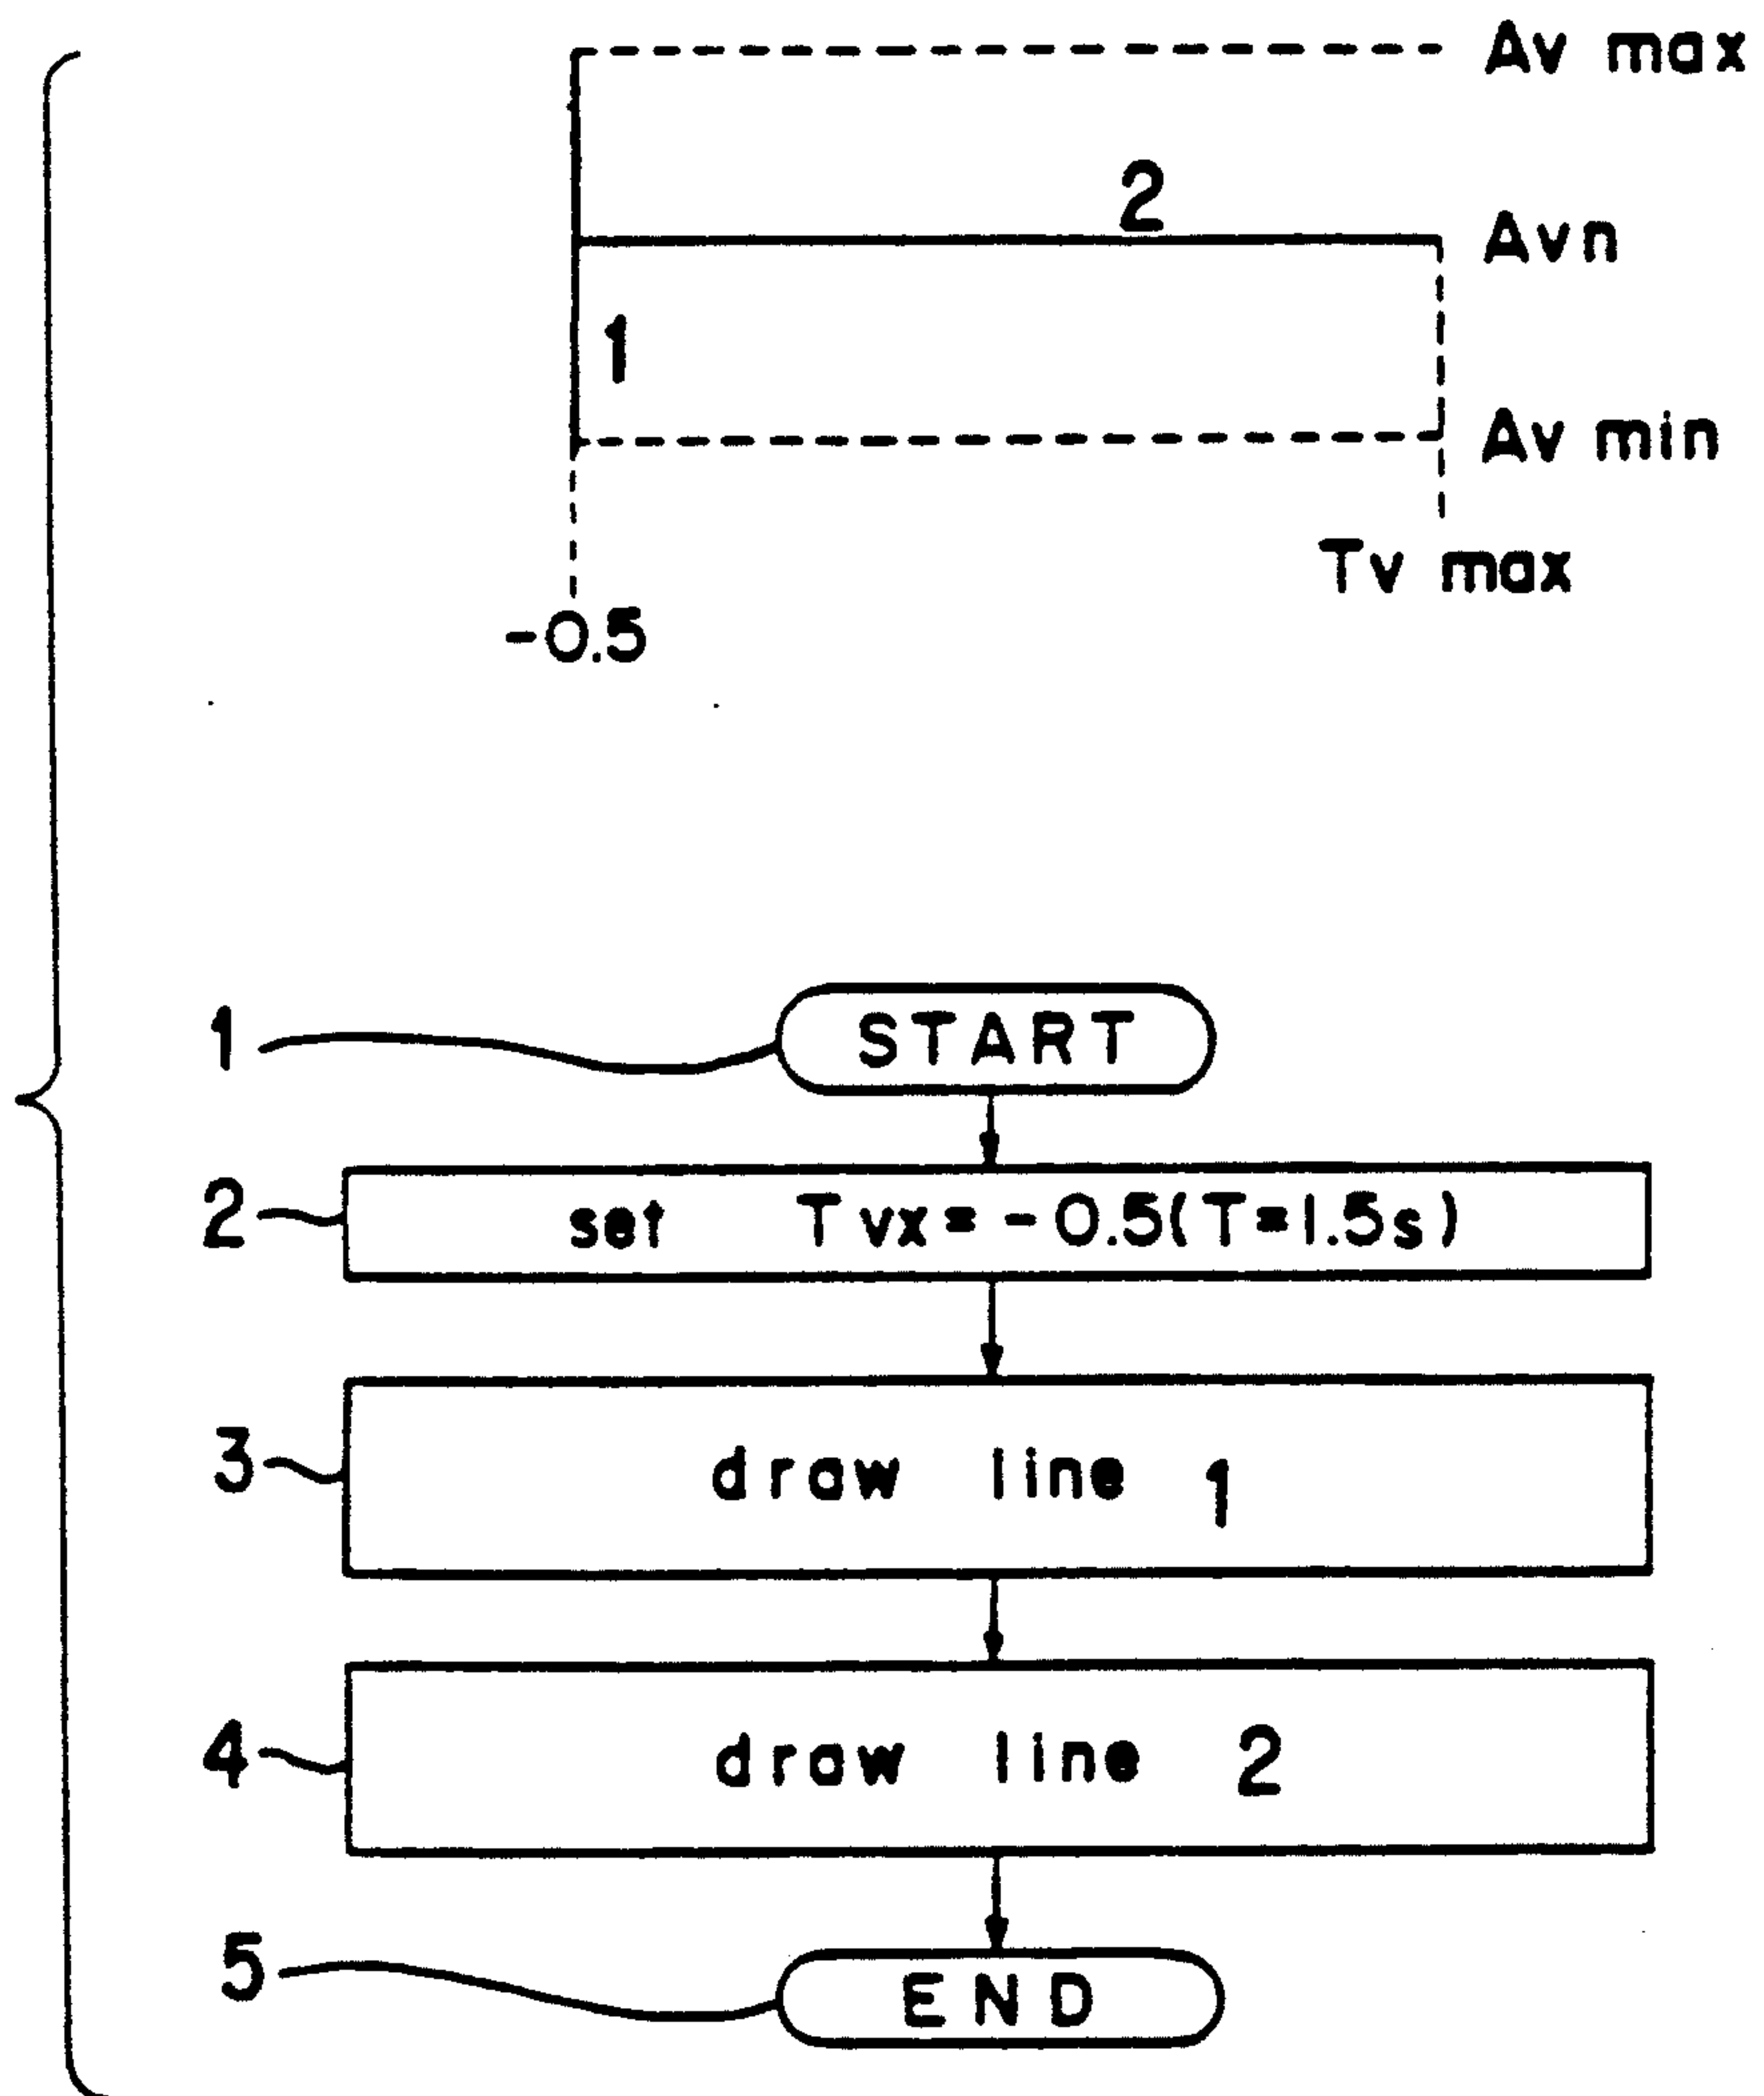 Av max
2
Avn
1
Av min
Tv max
-0.5
1
START
2
set Tvx=-0.5(T=1.5s)
3
draw line 1
4
draw line 2
5
END